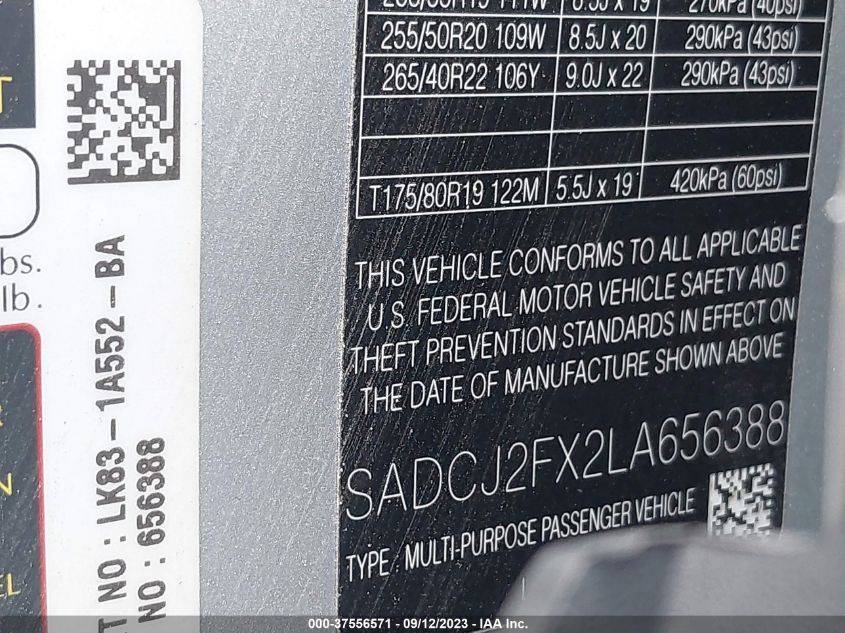 255/50R20 109W 8.5J x 20 290kPa (43psi)
265/40R22 106Y 9.0J x 22 290kPa (43psi)
T175/80R19 122M 5.5J x 19 420kPa (60psi)
THIS VEHICLE CONFORMS TO ALL APPLICABLE
U.S. FEDERAL MOTOR VEHICLE SAFETY AND
THEFT PREVENTION STANDARDS IN EFFECT ON
THE DATE OF MANUFACTURE SHOWN ABOVE
SADCJ2FX2LA656388
TYPE : MULTI-PURPOSE PASSENGER VEHICLE
NO : LK83-1A552-BA
NO : 656388
lb.
000-37556571 - 09/12/2023 - IAA Inc.